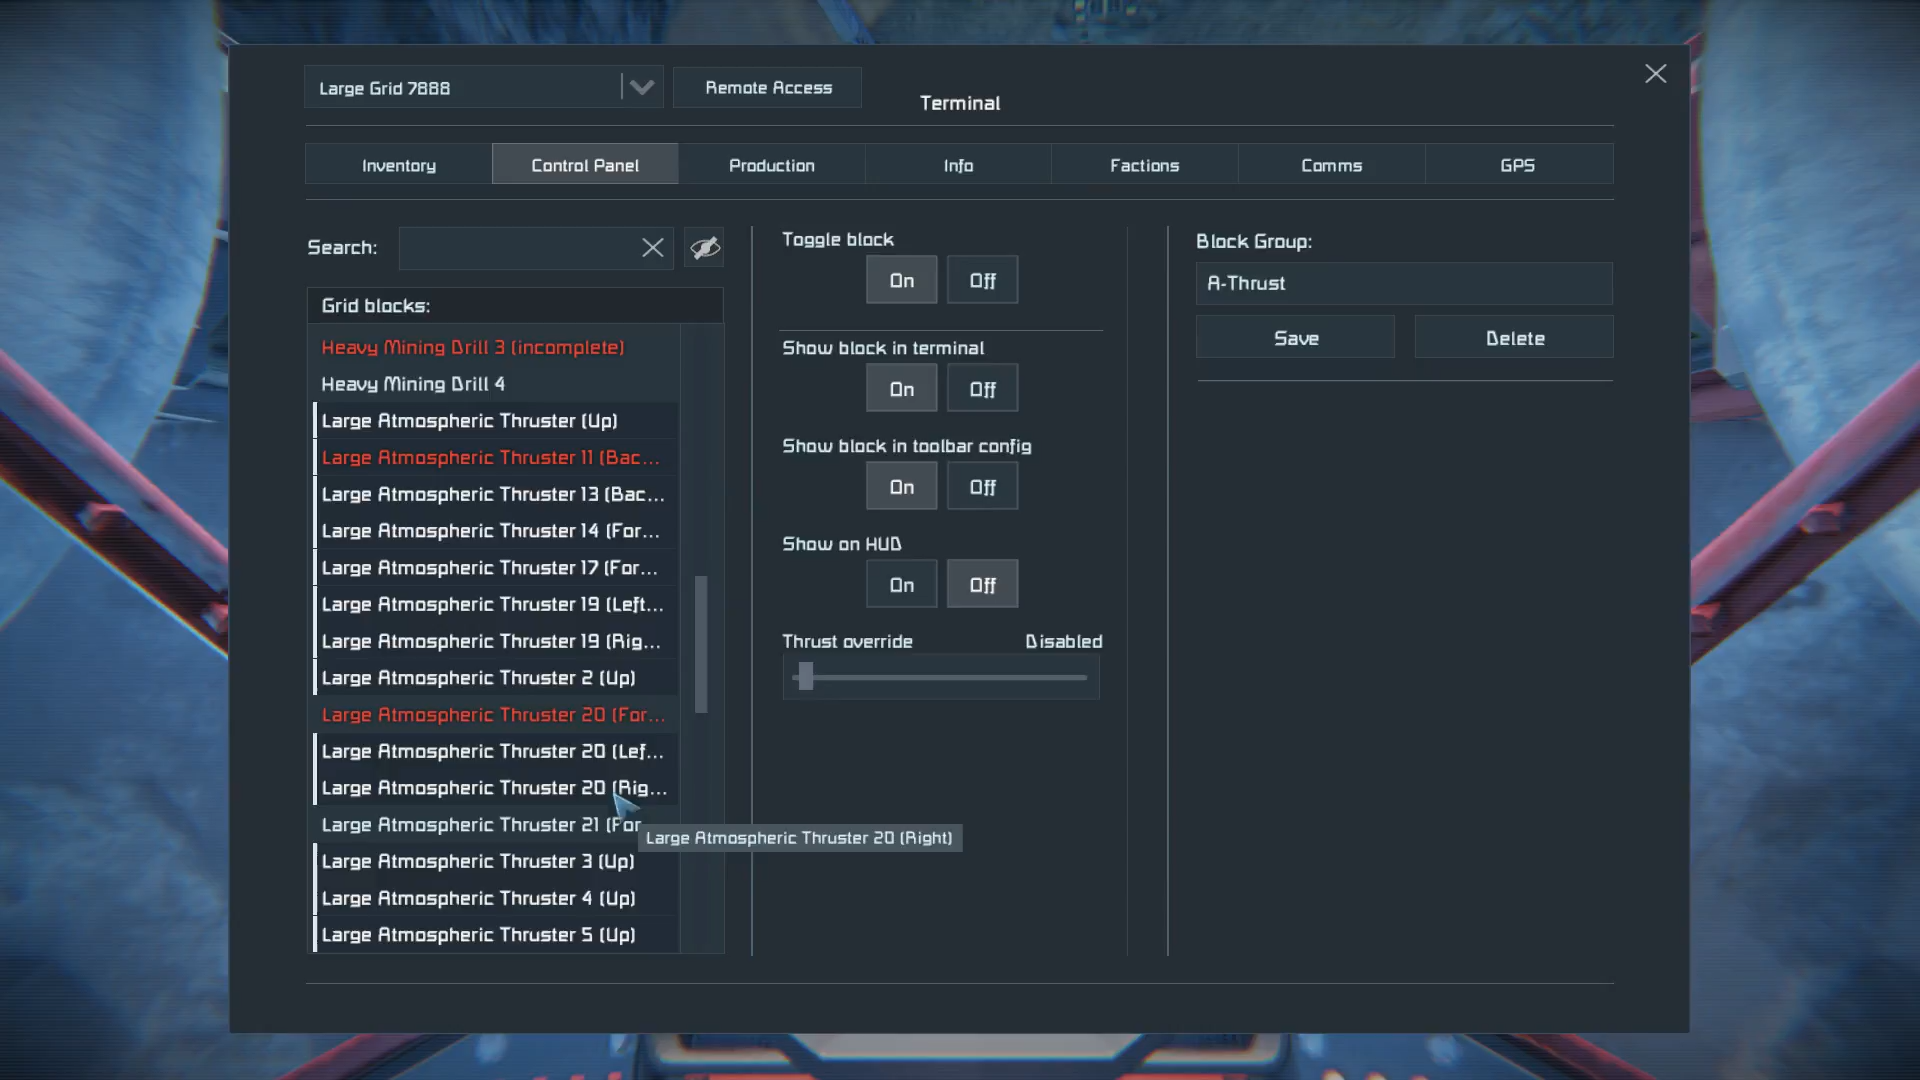 Large Grid 7888
Remote Access
Terminal
Inventory
Control Panel
Production
Info
Factions
Comms
GPS
Search:
Grid blocks:
Heavy Mining Drill 3 (incomplete)
Heavy Mining Drill 4
Large Atmospheric Thruster (Up)
Large Atmospheric Thruster 11 (Bac...
Large Atmospheric Thruster 13 (Bac...
Large Atmospheric Thruster 14 (For...
Large Atmospheric Thruster 17 (For...
Large Atmospheric Thruster 19 (Left...
Large Atmospheric Thruster 19 (Rig...
Large Atmospheric Thruster 2 (Up)
Large Atmospheric Thruster 20 (For...
Large Atmospheric Thruster 20 (Lef...
Large Atmospheric Thruster 20 (Rig...
Large Atmospheric Thruster 21 (For
Large Atmospheric Thruster 20 (Right)
Large Atmospheric Thruster 3 (Up)
Large Atmospheric Thruster 4 (Up)
Large Atmospheric Thruster 5 (Up)
Toggle block
On
Off
Show block in terminal
On
Off
Show block in toolbar config
On
Off
Show on HUD
On
Off
Thrust override
Disabled
Block Group:
A-Thrust
Save
Delete